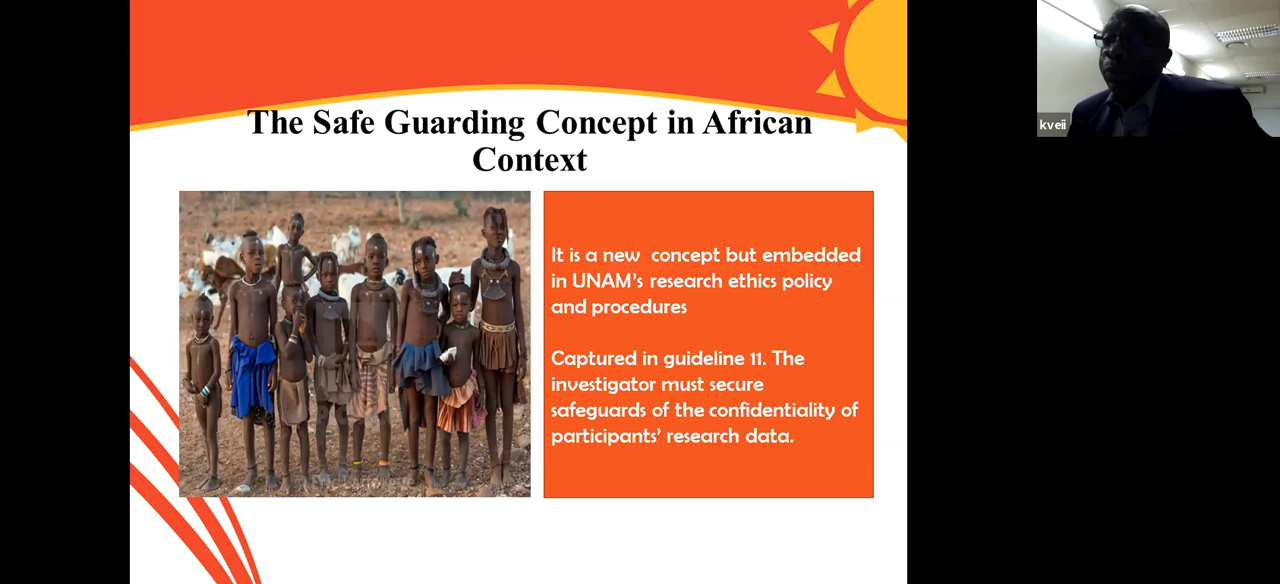 The Safe Guarding Concept in African
Context
It is a new concept but embedded
in UNAM's research ethics policy
and procedures
Captured in guideline 11. The
investigator must secure
safeguards of the confidentiality of
participants' research data.
kveii